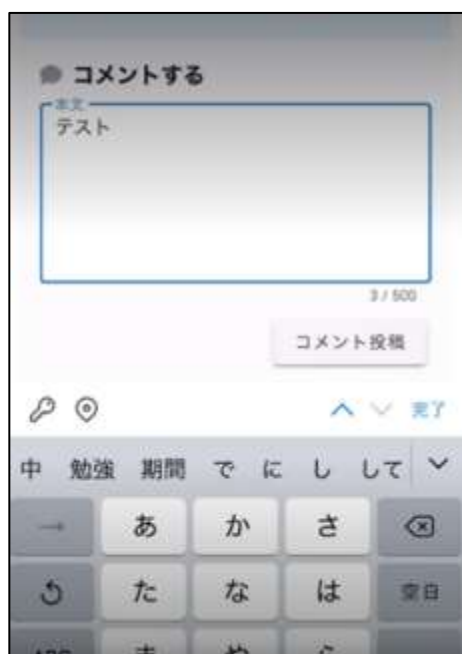 コメントする
本文
テスト
3 / 500
コメント投稿
完了
中 勉強 期間 で に し して
→ あ か さ
た な は 空白